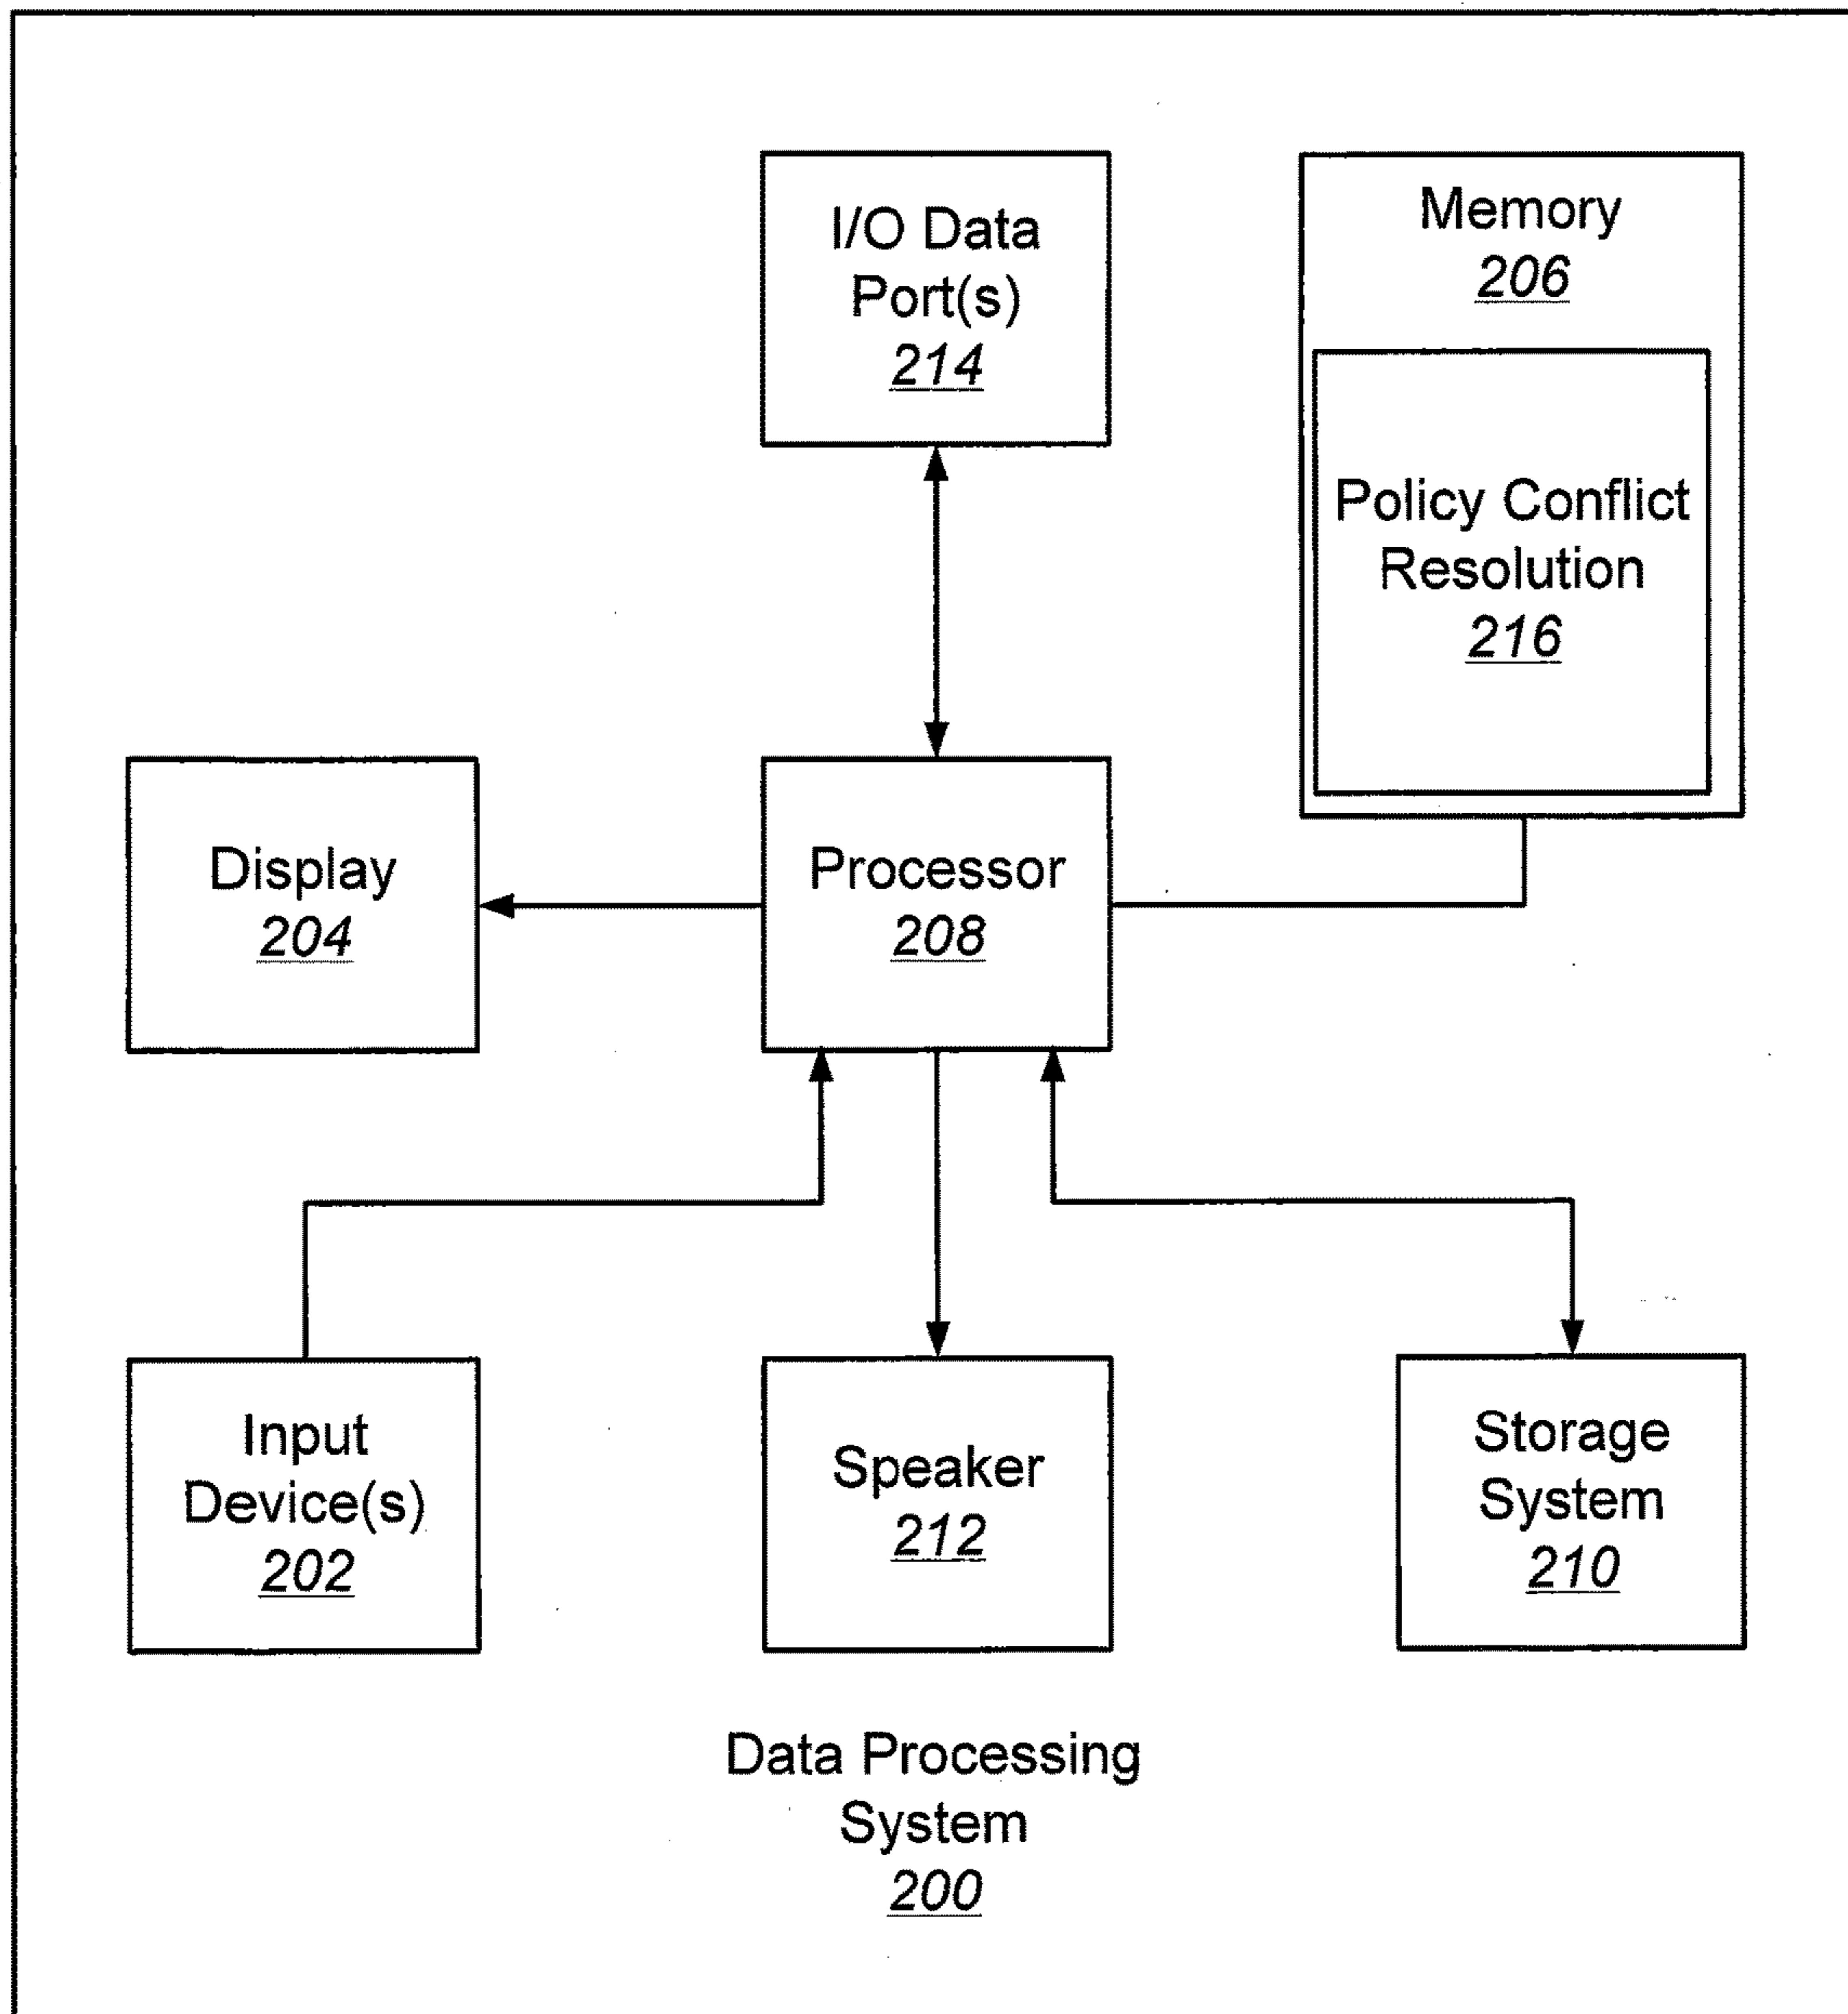 I/O Data
Port(s)
214
Memory
206
Policy Conflict
Resolution
216
Display
204
Processor
208
Input
Device(s)
202
Speaker
212
Storage
System
210
Data Processing
System
200